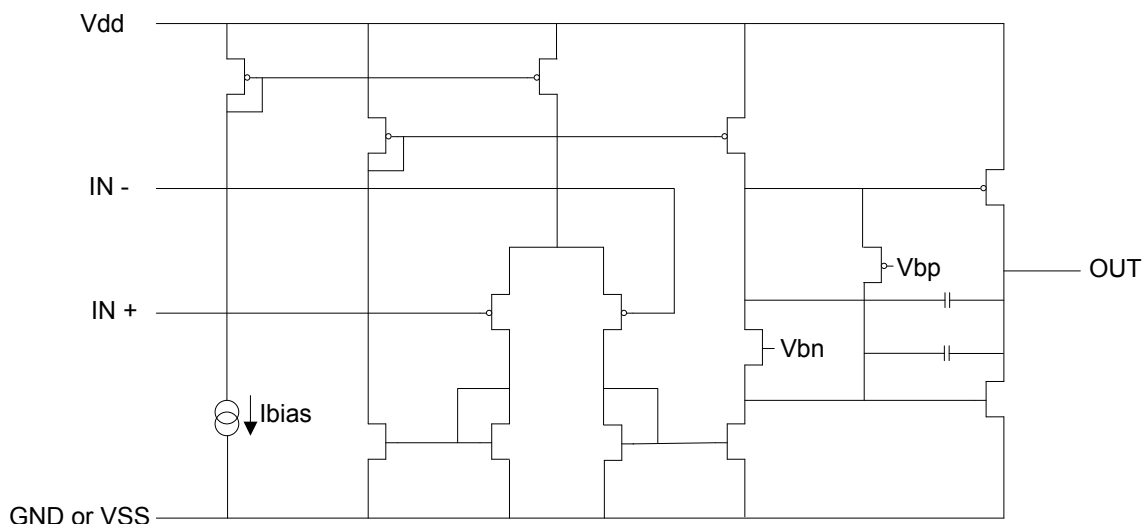 Vdd
IN -
Vbp
OUT
IN +
Vbn
Ibias
GND or VSS